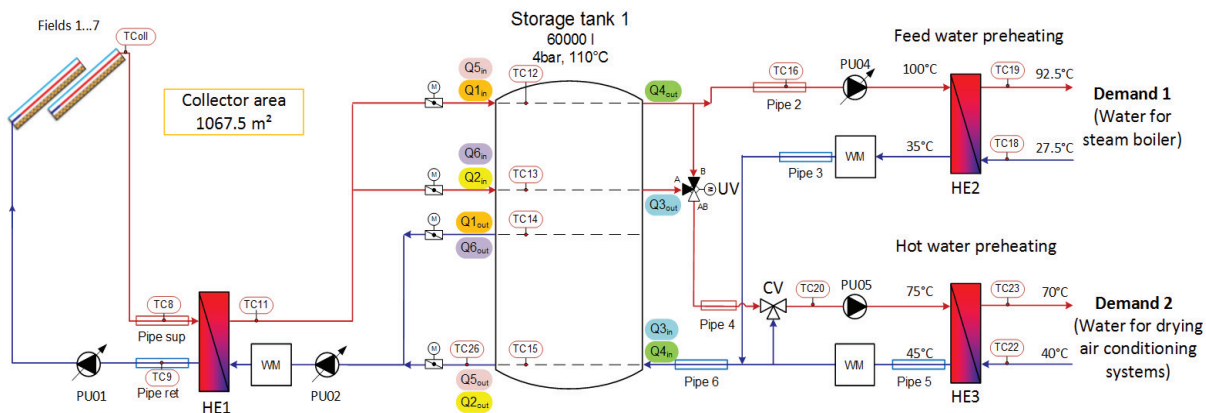 Fields 1...7
TColl
Collector area
1067.5 m²
Storage tank 1
60000 l
4bar, 110°C
Q5in
Q1in
M
TC12
Q4out
Q6in
Q2in
M
TC13
Q3out
Q1out
M
TC14
Q6out
A
B
AB
UV
Feed water preheating
TC16
PU04
100°C
TC19
92.5°C
Pipe 2
Demand 1
(Water for
steam boiler)
WM
35°C
TC18
27.5°C
Pipe 3
HE2
Hot water preheating
CV
TC20
PU05
75°C
TC23
70°C
Pipe 4
Demand 2
(Water for drying
air conditioning
systems)
Q3in
Q4in
WM
45°C
TC22
40°C
Pipe 6
Pipe 5
HE3
TC8
TC11
Pipe sup
PU01
TC9
Pipe ret
HE1
WM
PU02
M
TC26
TC15
Q5out
Q2out